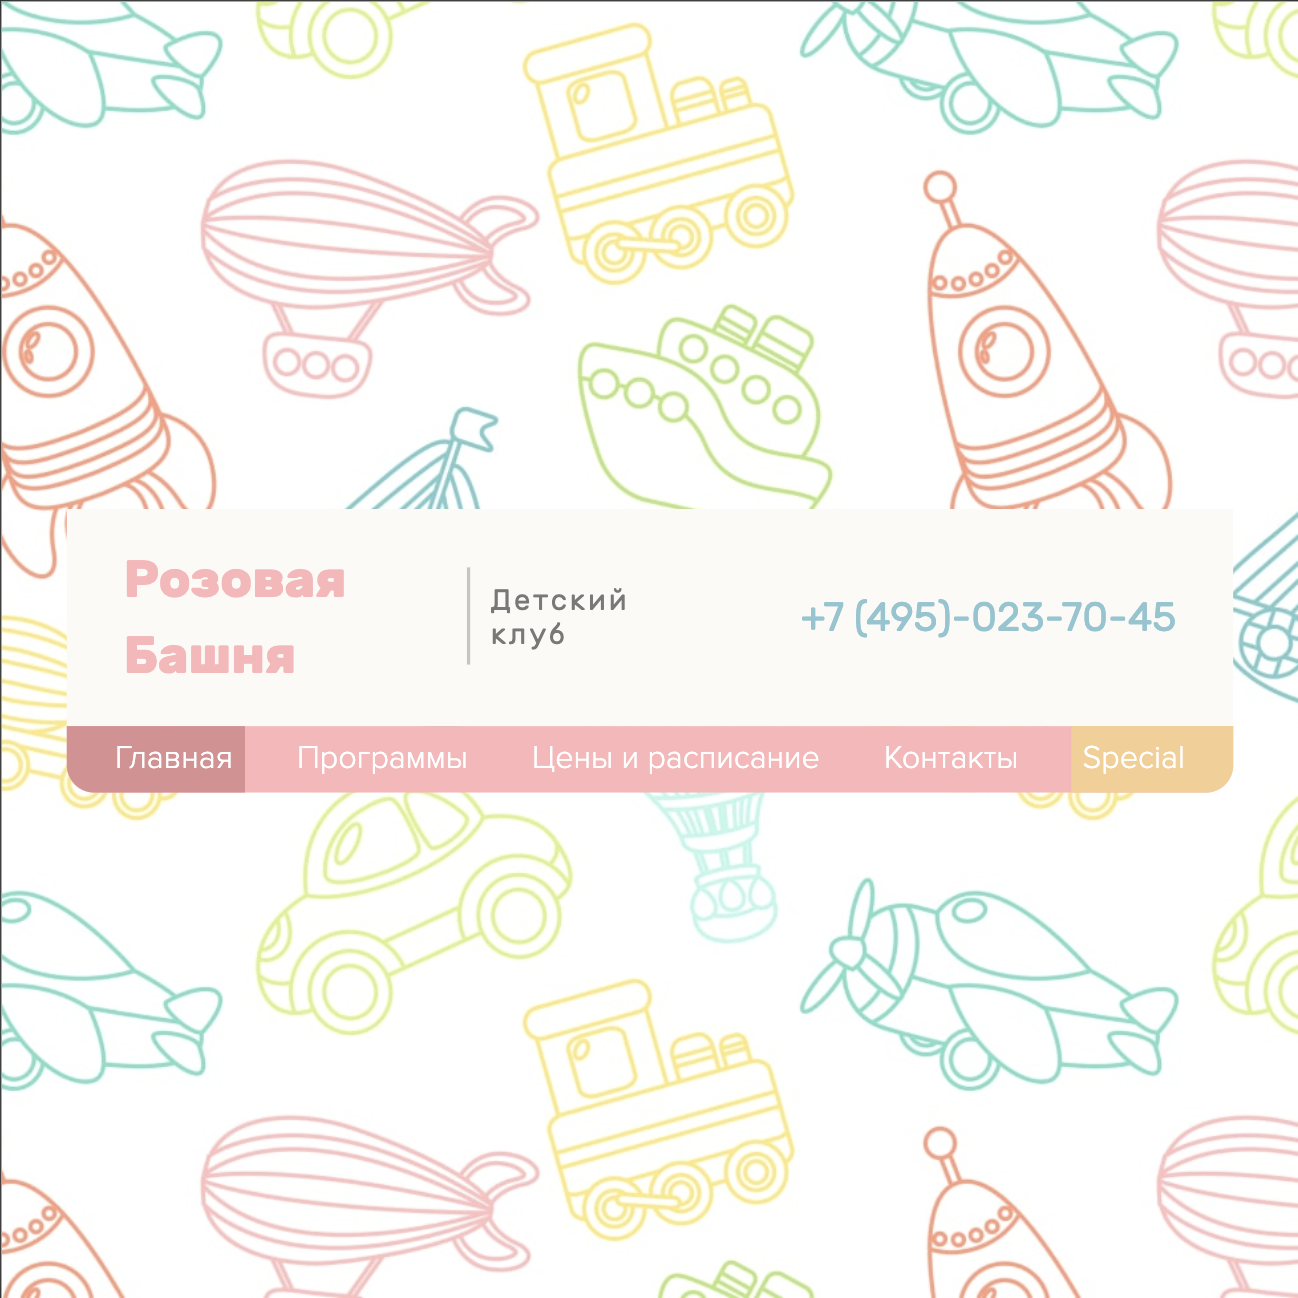 Розовая
Башня
Детский
клуб
+7 (495)-023-70-45
Главная Программы Цены и расписание Контакты Special